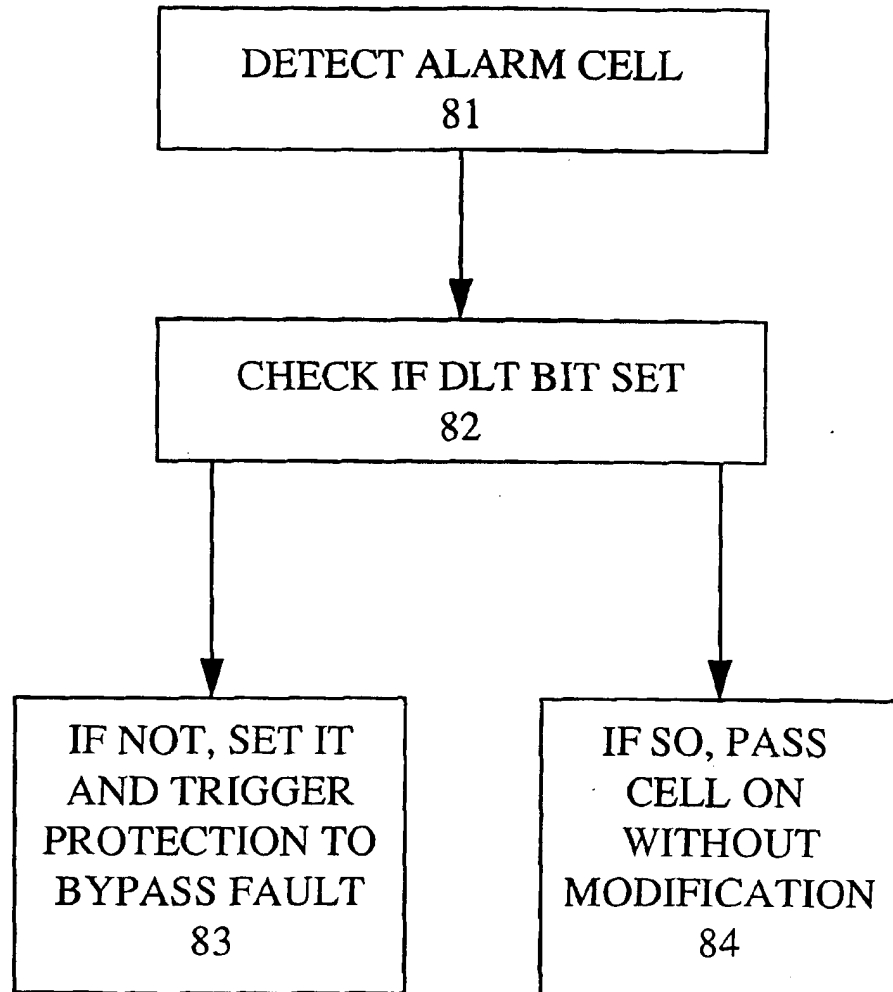 DETECT ALARM CELL
81
CHECK IF DLT BIT SET
82
IF NOT, SET IT
AND TRIGGER
PROTECTION TO
BYPASS FAULT
83
IF SO, PASS
CELL ON
WITHOUT
MODIFICATION
84